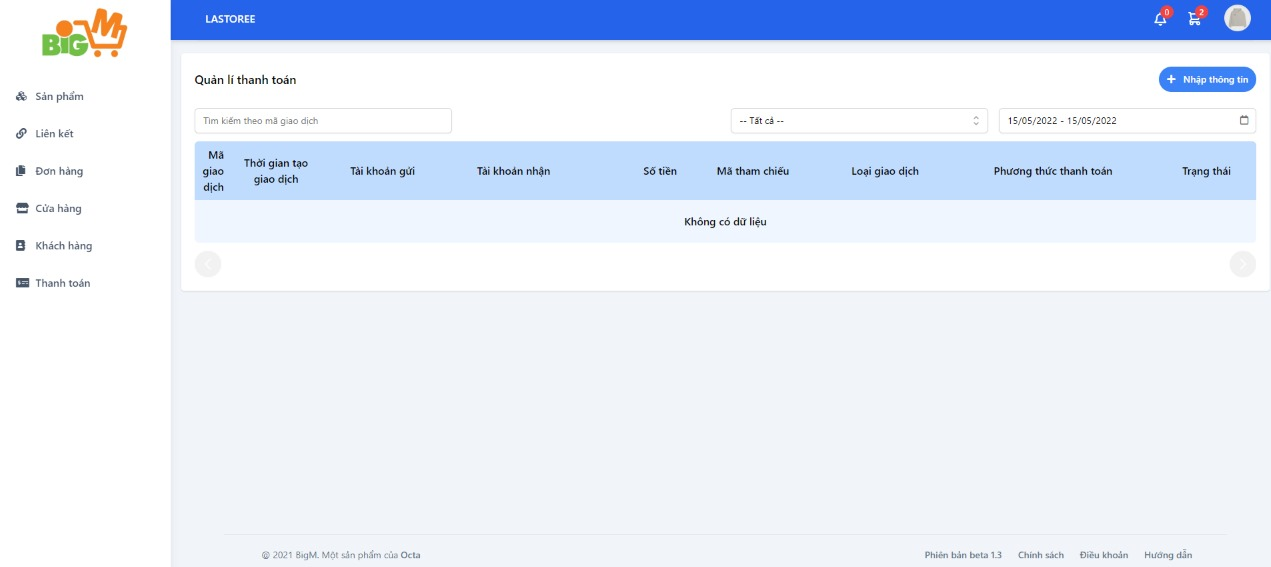 BIGM
LASTOREE
0
2
Sản phẩm
Liên kết
Đơn hàng
Cửa hàng
Khách hàng
Thanh toán
Quản lí thanh toán
Nhập thông tin
Tìm kiếm theo mã giao dịch
-- Tất cả --
15/05/2022 - 15/05/2022
Mã giao dịch
Thời gian tạo giao dịch
Tài khoản gửi
Tài khoản nhận
Số tiền
Mã tham chiếu
Loại giao dịch
Phương thức thanh toán
Trạng thái
Không có dữ liệu
@ 2021 BigM. Một sản phẩm của Octa
Phiên bản beta 1.3
Chính sách
Điều khoản
Hướng dẫn